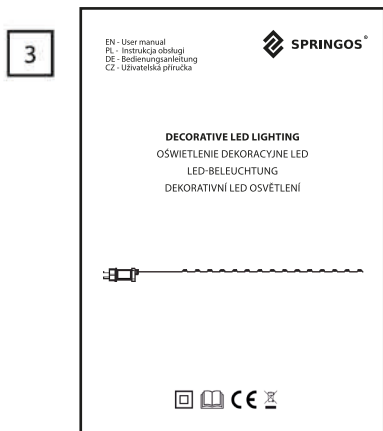 3
EN - User manual
PL - Instrukcja obsługi
DE - Bedienungsanleitung
CZ - Uživatelská příručka
SPRINGOS®
DECORATIVE LED LIGHTING
OŚWIETLENIE DEKORACYJNE LED
LED-BELEUCHTUNG
DEKORATIVNÍ LED OSVĚTLENÍ
CE